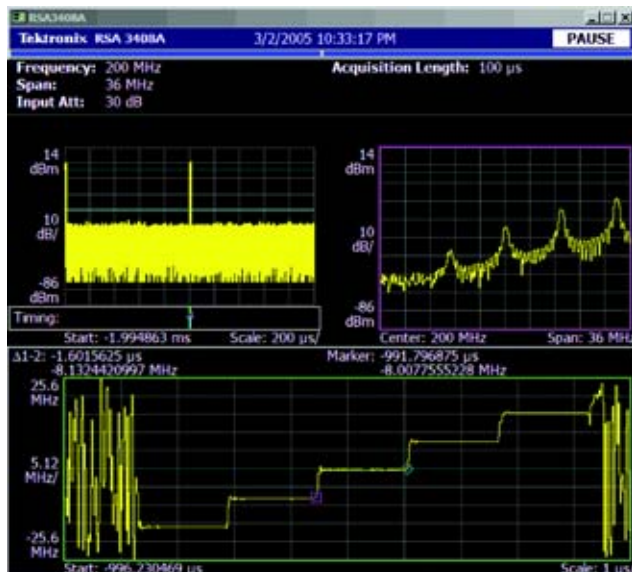 RSA3408A
Tektronix RSA 3408A 3/2/2005 10:33:17 PM PAUSE
Frequency: 200 MHz Acquisition Length: 100 µs
Span: 36 MHz
Input Att: 30 dB
14 dBm
10 dB/
-86 dBm
Timing:
Start: -1.994863 ms Scale: 200 µs/
14 dBm
10 dB/
-86 dBm
Center: 200 MHz Span: 36 MHz
Δ1-2: -1.6015625 µs Marker: -991.796875 µs
-8.1324420997 MHz -8.0077555228 MHz
25.6 MHz
5.12 MHz/
-25.6 MHz
Start: -996.230469 µs Scale: 1 µs/